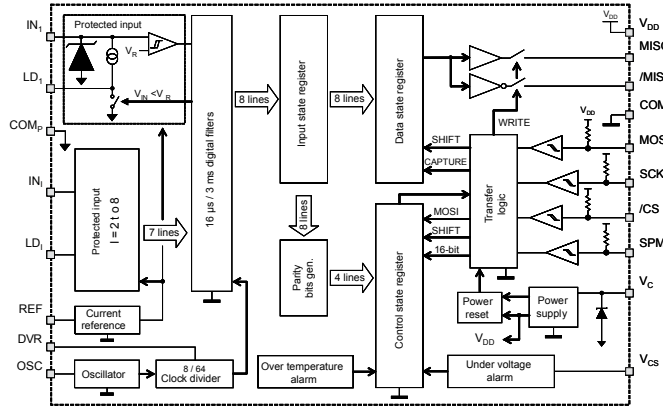 IN1
Protected input
VR
LD1
VIN <VR
COMP
INI
Protected input
I = 2 to 8
LDI
7 lines
REF
Current
reference
DVR
OSC
Oscillator
8 / 64
Clock divider
16 µs / 3 ms digital filters
8 lines
Input state register
8 lines
Data state register
8 lines
Parity
bits gen.
4 lines
Control state register
Over temperature
alarm
Under voltage
alarm
WRITE
SHIFT
CAPTURE
MOSI
SHIFT
16-bit
Transfer
logic
Power
reset
Power
supply
VDD
VDD
VDD
VDD
MISO
/MIS
COM
MOS
SCK
/CS
SPM
VC
VCS